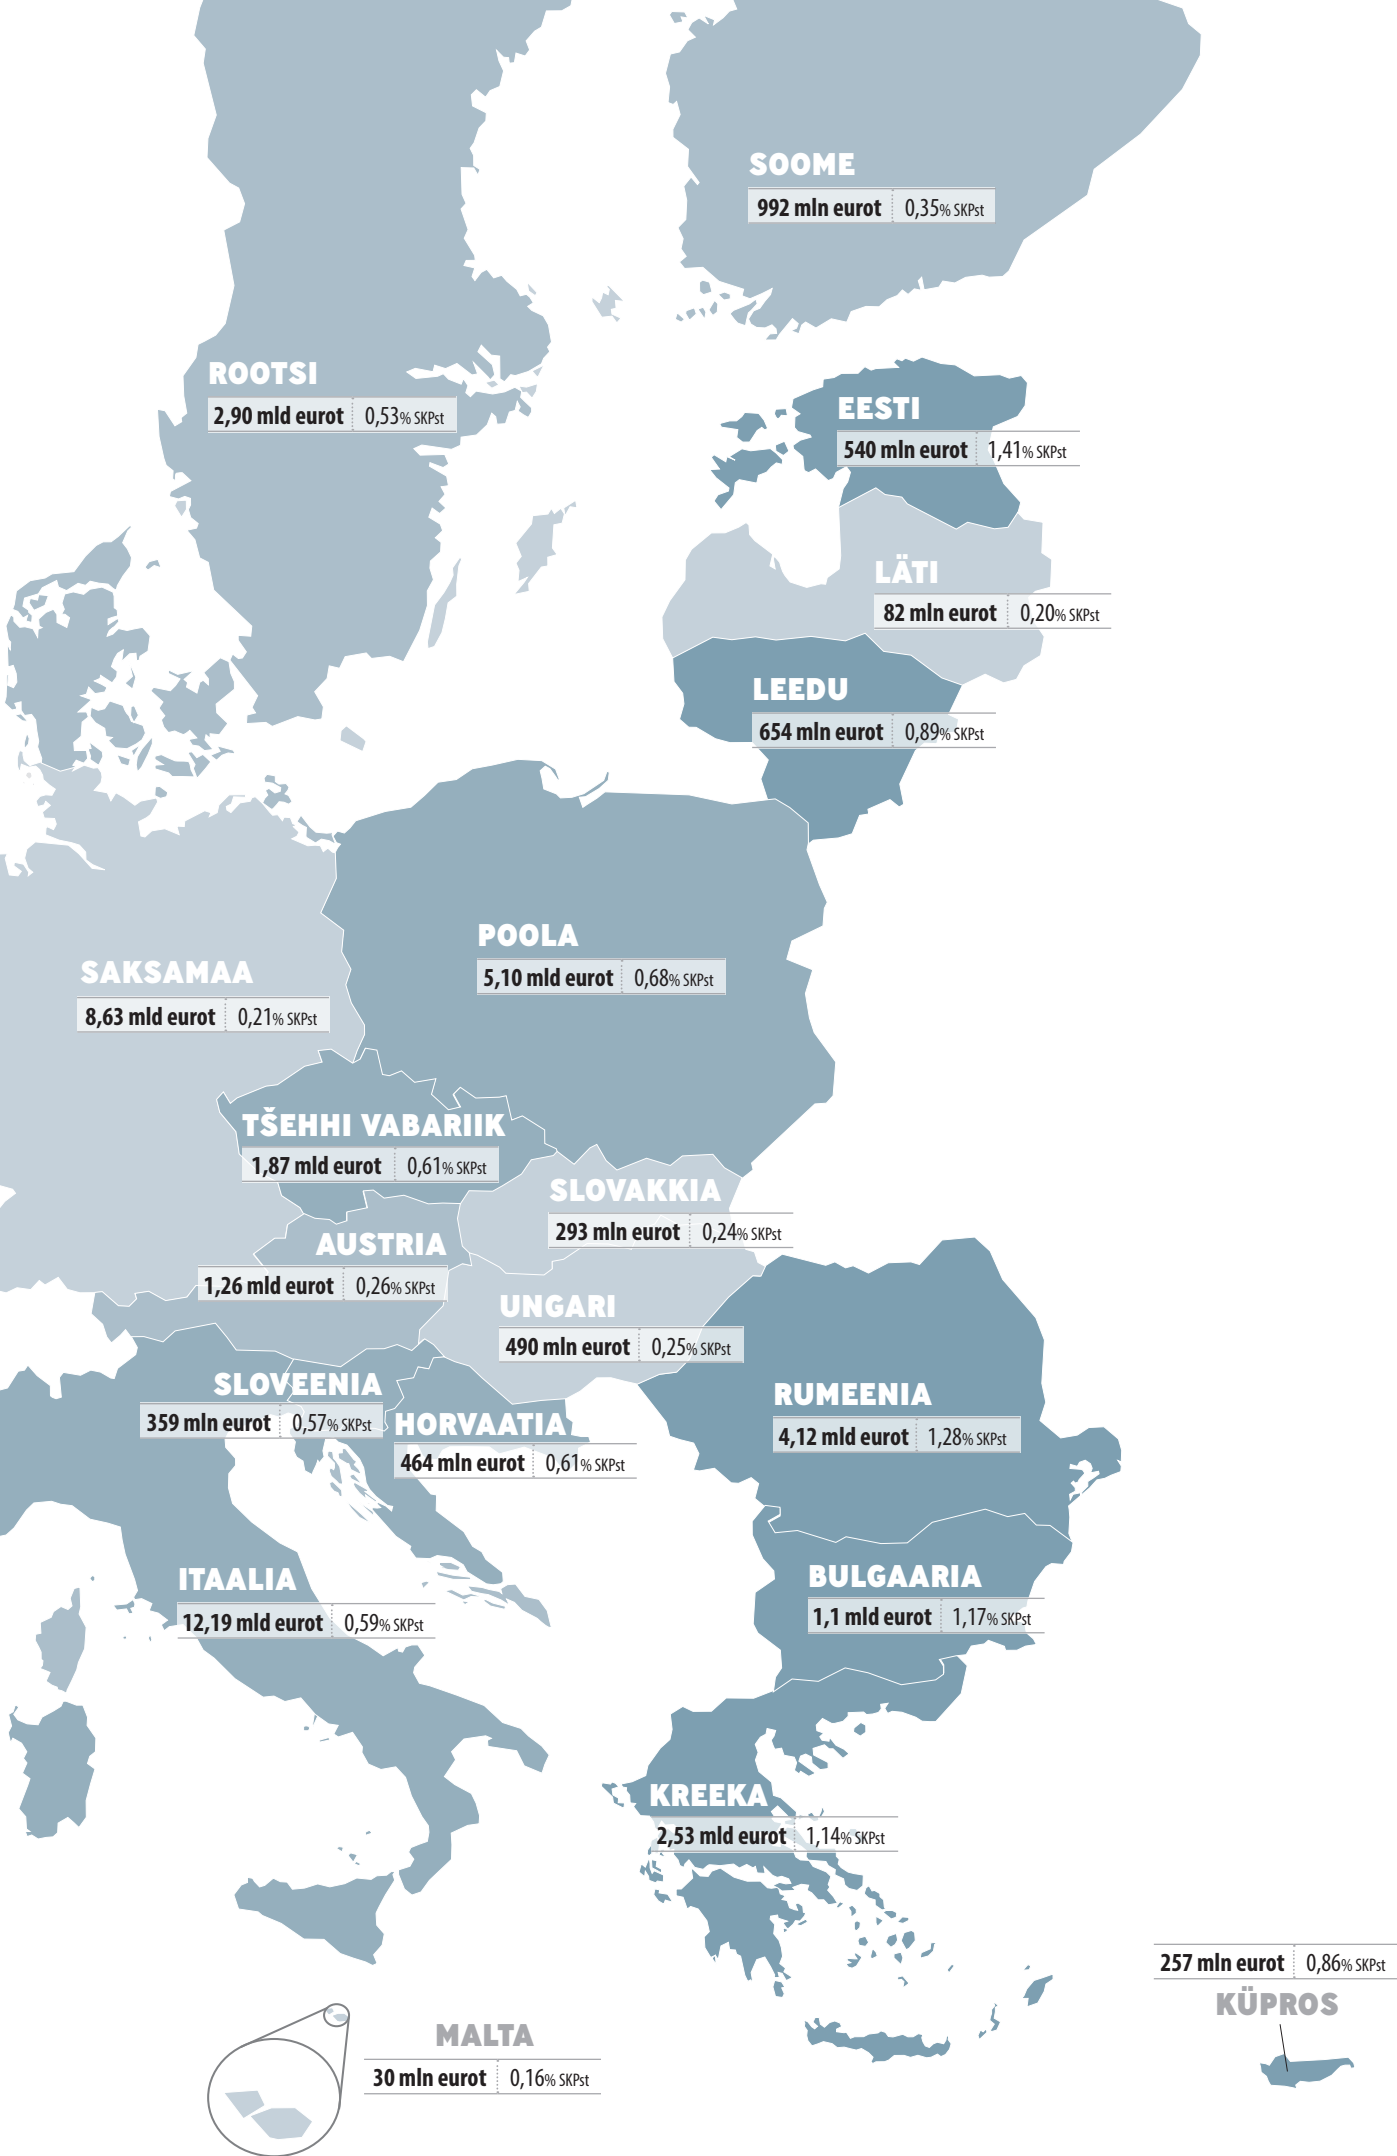 SOOME
992 mln eurot 0,35% SKPst
ROOTSI
2,90 mld eurot 0,53% SKPst
EESTI
540 mln eurot 1,41% SKPst
LÄTI
82 mln eurot 0,20% SKPst
LEEDU
654 mln eurot 0,89% SKPst
POOLA
5,10 mld eurot 0,68% SKPst
SAKSAMAA
8,63 mld eurot 0,21% SKPst
TŠEHHI VABARIIK
1,87 mld eurot 0,61% SKPst
SLOVAKKIA
293 mln eurot 0,24% SKPst
AUSTRIA
1,26 mld eurot 0,26% SKPst
UNGARI
490 mln eurot 0,25% SKPst
SLOVEENIA
359 mln eurot 0,57% SKPst
HORVAATIA
464 mln eurot 0,61% SKPst
RUMEENIA
4,12 mld eurot 1,28% SKPst
BULGAARIA
1,1 mld eurot 1,17% SKPst
ITAALIA
12,19 mld eurot 0,59% SKPst
KREEKA
2,53 mld eurot 1,14% SKPst
257 mln eurot 0,86% SKPst
KÜPROS
MALTA
30 mln eurot 0,16% SKPst